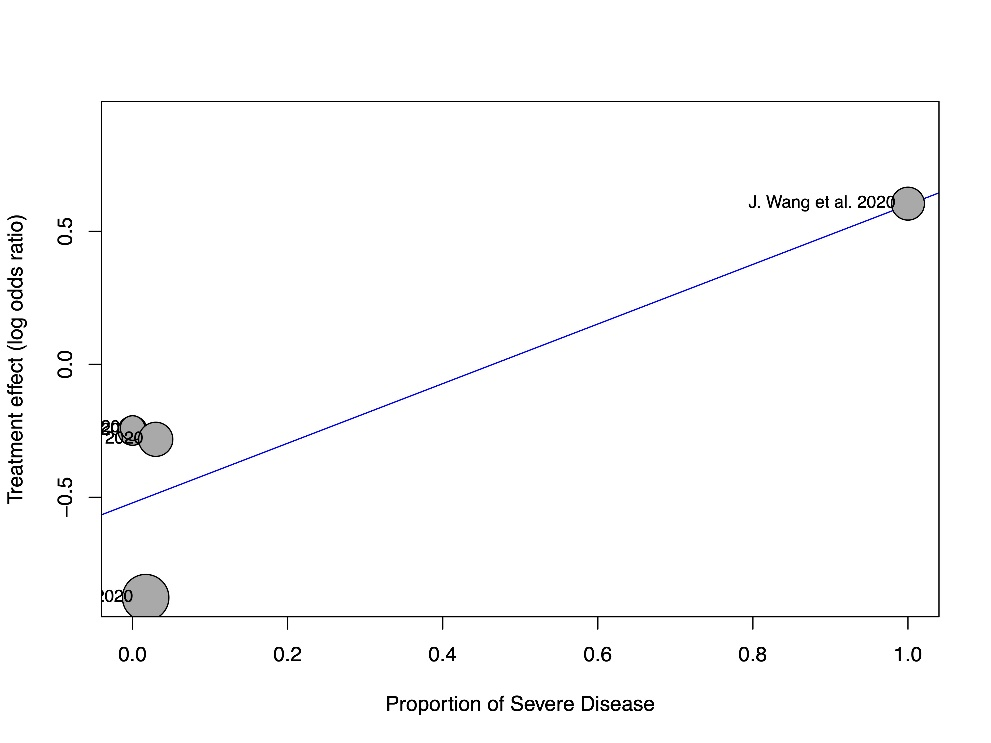 Treatment effect (log odds ratio)
0.5
0.0
−0.5
J. Wang et al. 2020
2020
2020
0.0 0.2 0.4 0.6 0.8 1.0
Proportion of Severe Disease